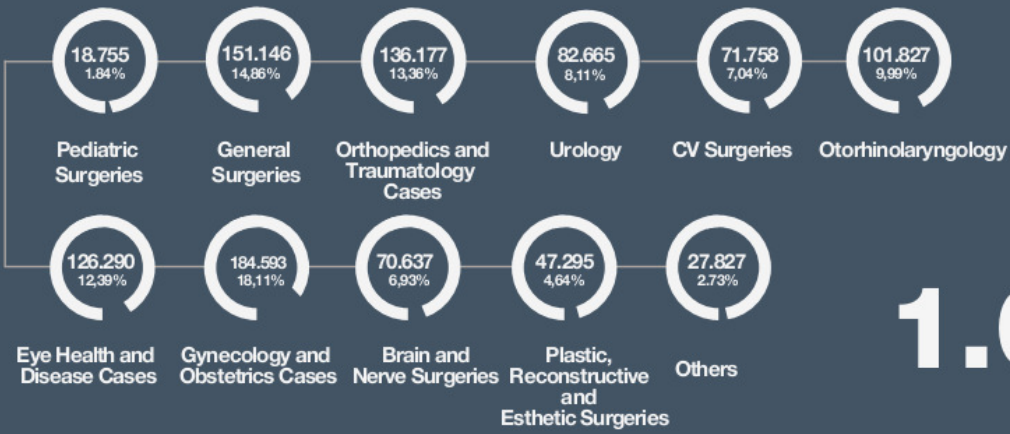 18.755
1.84%
Pediatric
Surgeries
151.146
14,86%
General
Surgeries
136.177
13,36%
Orthopedics and
Traumatology
Cases
82.665
8,11%
Urology
71.758
7,04%
CV Surgeries
101.827
9,99%
Otorhinolaryngology
126.290
12,39%
Eye Health and
Disease Cases
184.593
18,11%
Gynecology and
Obstetrics Cases
70.637
6,93%
Brain and
Nerve Surgeries
47.295
4,64%
Plastic,
Reconstructive
and
Esthetic Surgeries
27.827
2.73%
Others